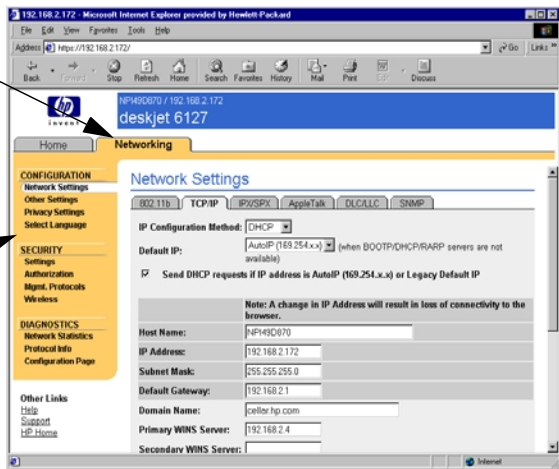 192.168.2.172 - Microsoft Internet Explorer provided by Hewlett-Packard
File Edit View Favorites Tools Help
Address https://192.168.2.172/ Go Links »
Back Forward Stop Refresh Home Search Favorites History Mail Print Edit Discuss
hp
invent
NPI49D870 / 192.168.2.172
deskjet 6127
Home Networking
CONFIGURATION
Network Settings
Other Settings
Privacy Settings
Select Language
SECURITY
Settings
Authorization
Mgmt. Protocols
Wireless
DIAGNOSTICS
Network Statistics
Protocol Info
Configuration Page
Other Links
Help
Support
HP Home
Network Settings
802.11b TCP/IP IPX/SPX AppleTalk DLC/LLC SNMP
IP Configuration Method: DHCP
Default IP: AutoIP (169.254.x.x) (when BOOTP/DHCP/RARP servers are not
available)
Send DHCP requests if IP address is AutoIP (169.254.x.x) or Legacy Default IP
Note: A change in IP Address will result in loss of connectivity to the
browser.
Host Name: NPI49D870
IP Address: 192.168.2.172
Subnet Mask: 255.255.255.0
Default Gateway: 192.168.2.1
Domain Name: cellor.hp.com
Primary WINS Server: 192.168.2.4
Secondary WINS Server:
Internet